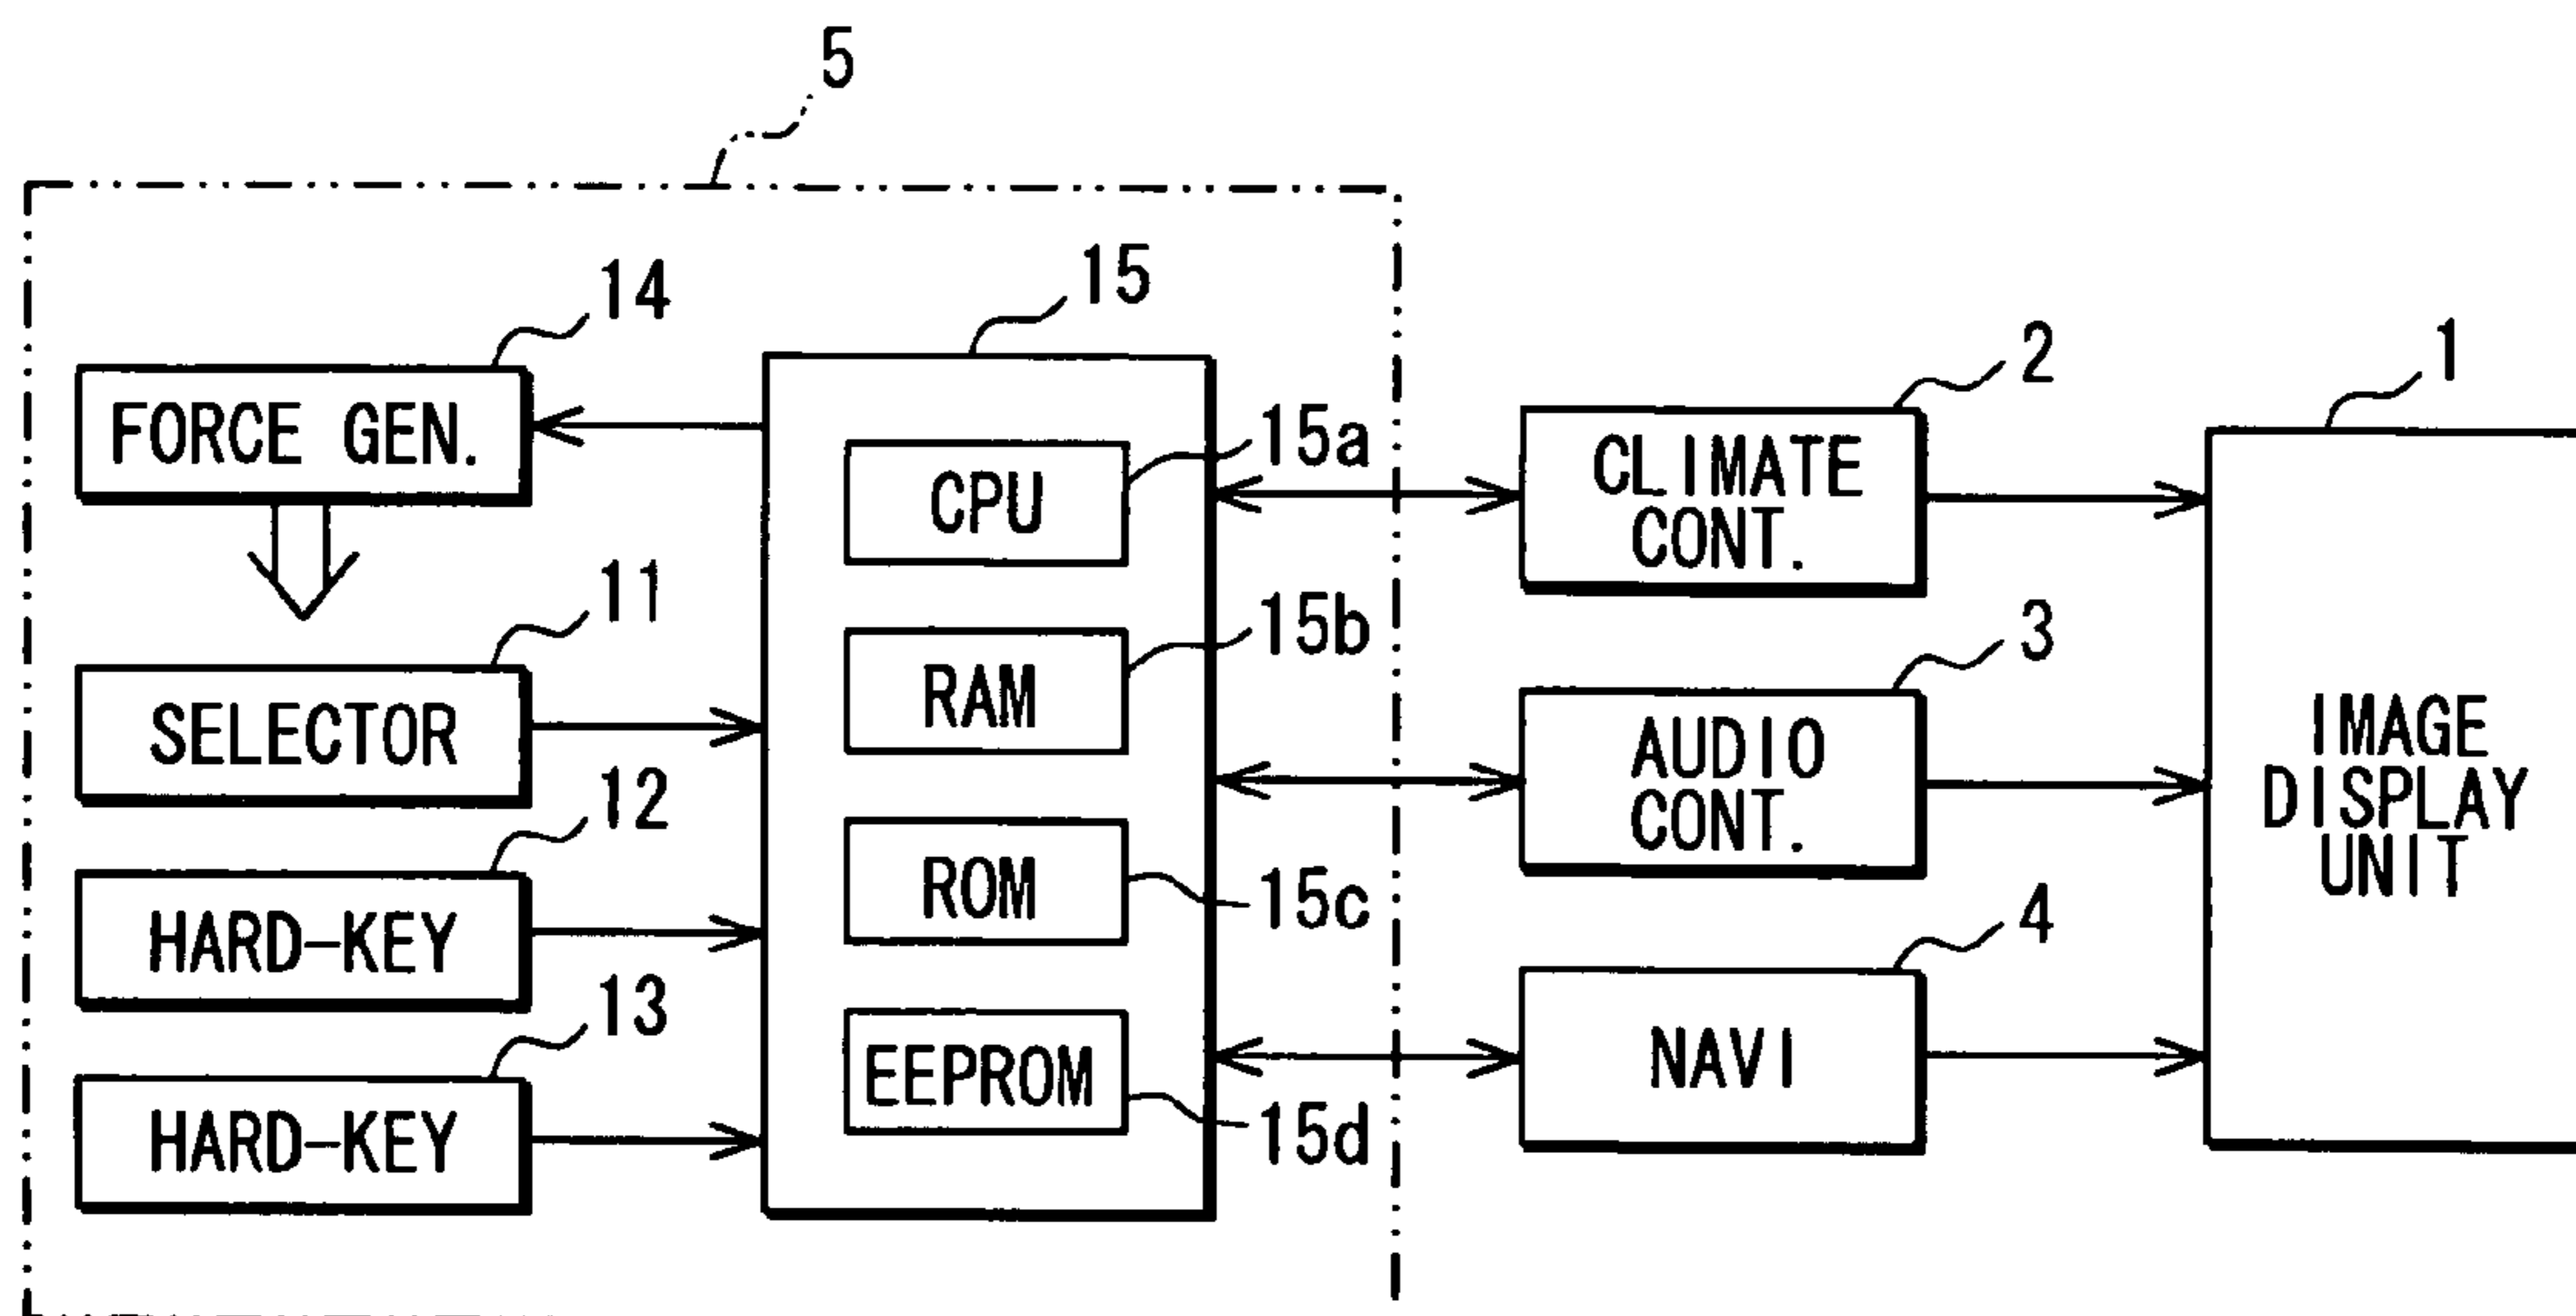 5
14
15
2
1
FORCE GEN.
15a
CPU
CLIMATE
CONT.
11
15b
3
SELECTOR
RAM
AUDIO
CONT.
IMAGE
DISPLAY
UNIT
12
HARD-KEY
ROM
15c
4
13
HARD-KEY
EEPROM
NAVI
15d